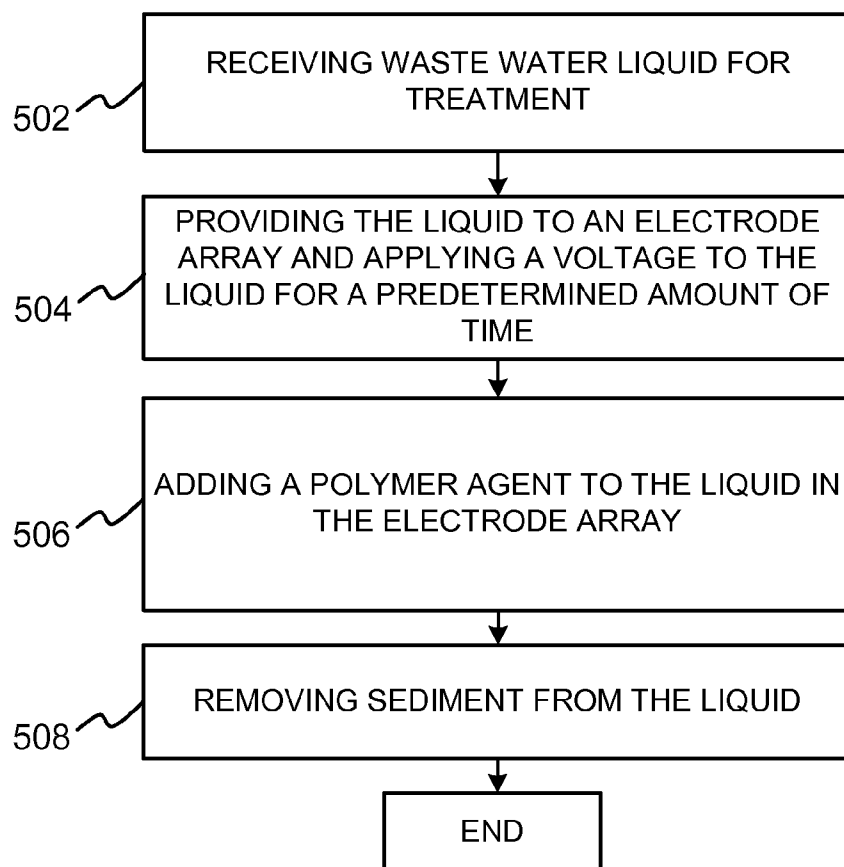 RECEIVING WASTE WATER LIQUID FOR
TREATMENT
502
PROVIDING THE LIQUID TO AN ELECTRODE
ARRAY AND APPLYING A VOLTAGE TO THE
LIQUID FOR A PREDETERMINED AMOUNT OF
TIME
504
ADDING A POLYMER AGENT TO THE LIQUID IN
THE ELECTRODE ARRAY
506
REMOVING SEDIMENT FROM THE LIQUID
508
END